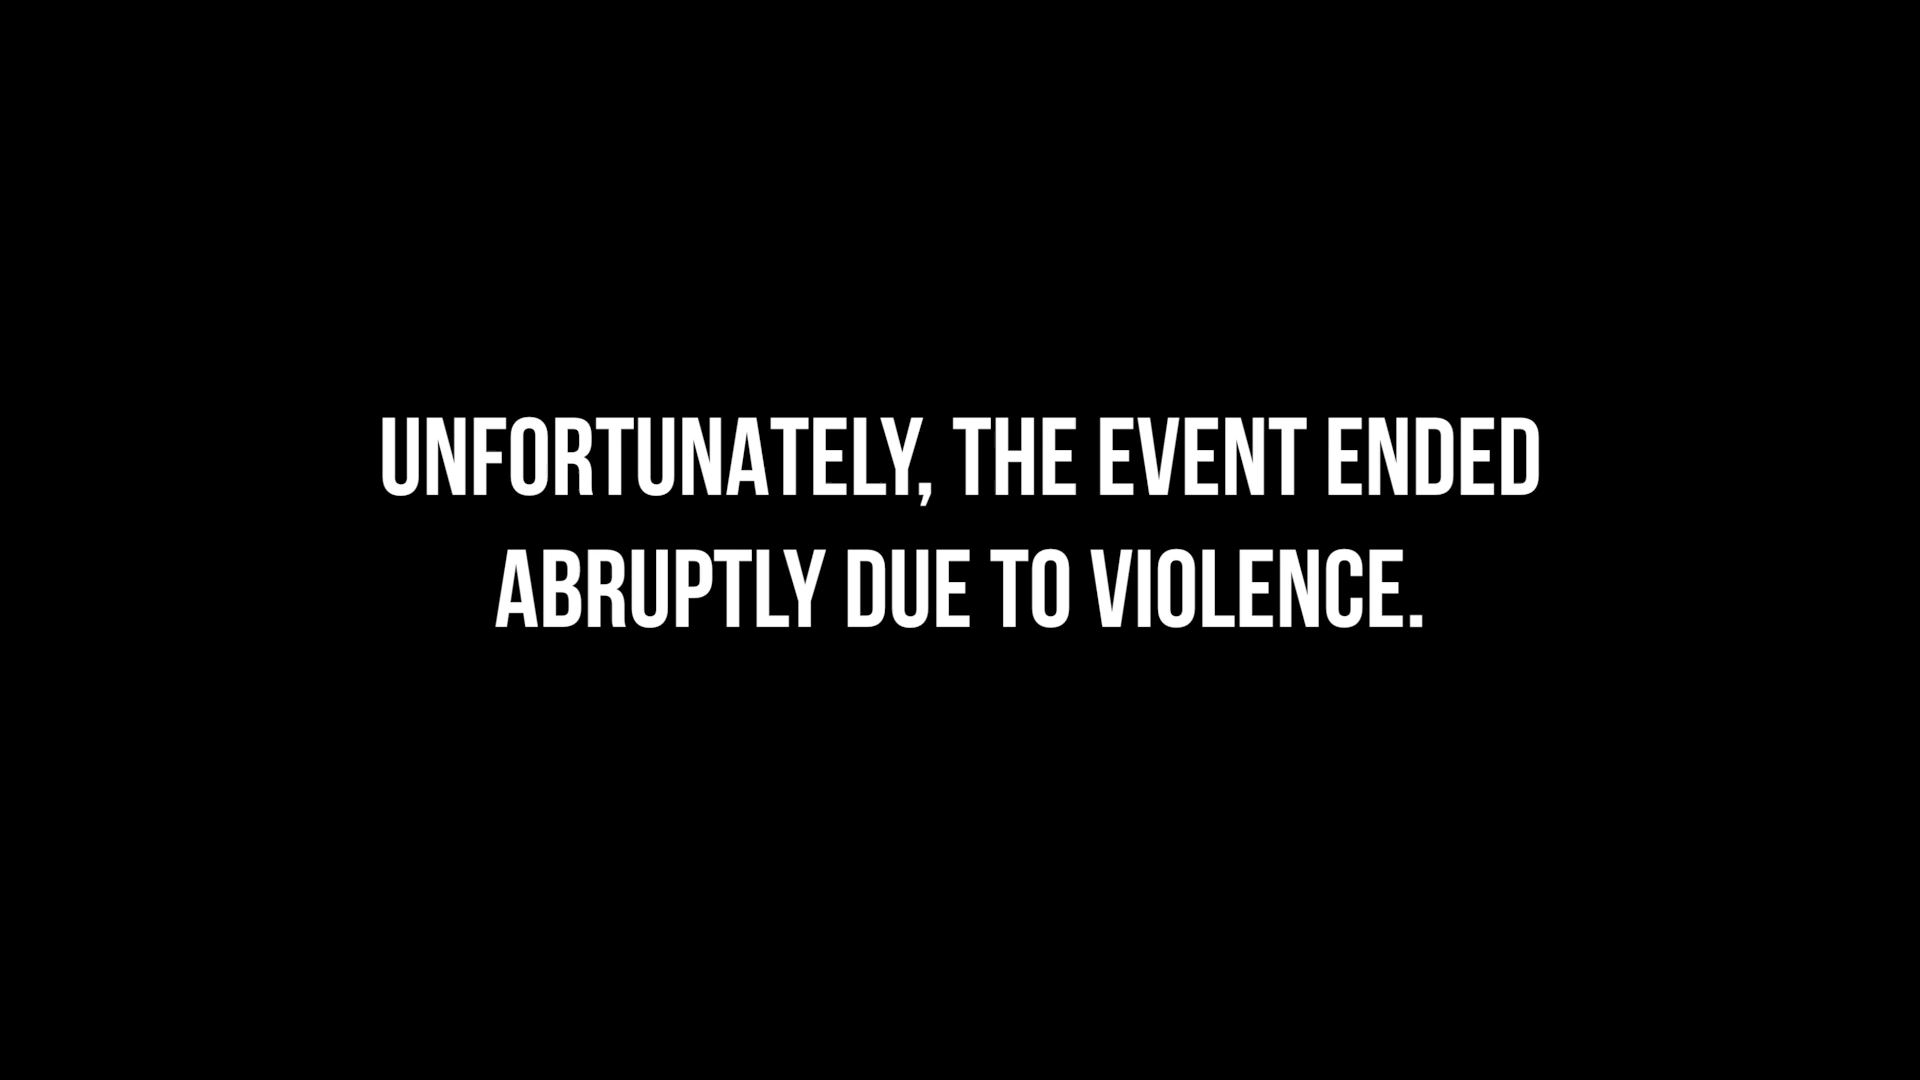 UNFORTUNATELY, THE EVENT ENDED
ABRUPTLY DUE TO VIOLENCE.